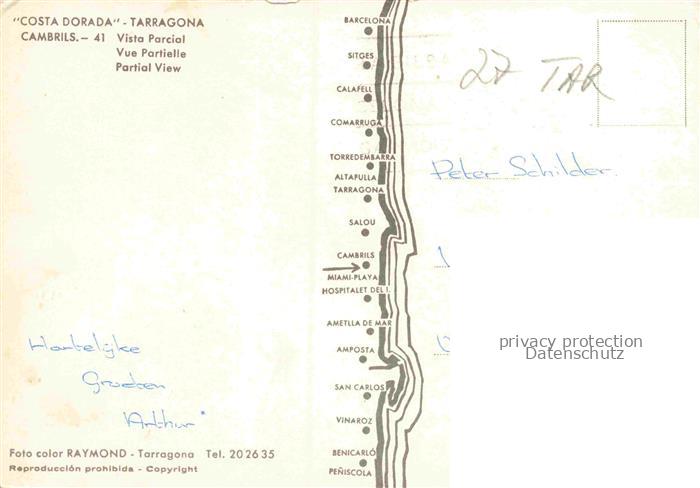 "COSTA DORADA" - TARRAGONA
CAMBRILS. - 41 Vista Parcial
Vue Partielle
Partial View
Hartelijke
Groeten
Arthur
Foto color RAYMOND - Tarragona Tel. 20 26 35
Reproducción prohibida - Copyright
BARCELONA
SITGES
CALAFELL
COMARRUGA
TORREDEMBARRA
ALTAFULLA
TARRAGONA
SALOU
CAMBRILS
MIAMI-PLAYA
HOSPITALET DEL I.
AMETLLA DE MAR
AMPOSTA
SAN CARLOS
VINAROZ
BENICARLÓ
PEÑISCOLA
27 TAR
Peter Schilder.
privacy protection
Datenschutz